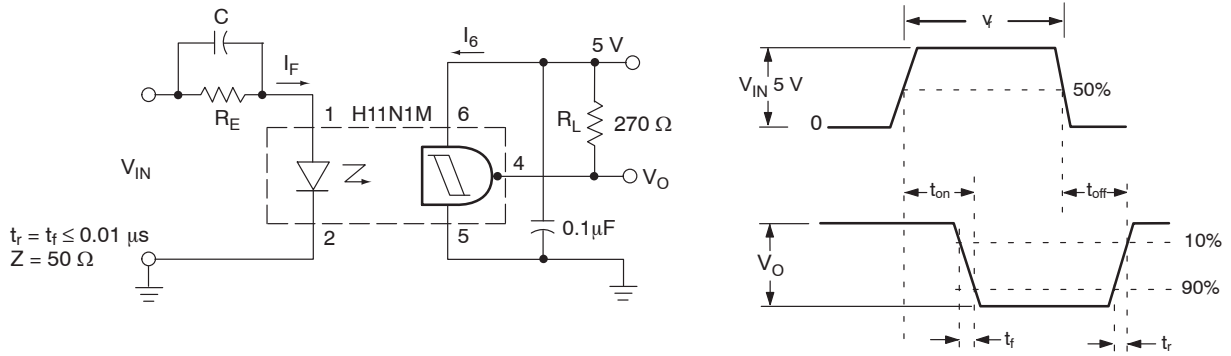 C
I_F
R_E
V_IN
t_r = t_f ≤ 0.01 μs
Z = 50 Ω
1
H11N1M
6
I_6
5 V
R_L
270 Ω
4
V_O
0.1μF
2
5
V_IN 5 V
0
50%
t_on
t_off
V_O
10%
90%
t_f
t_r